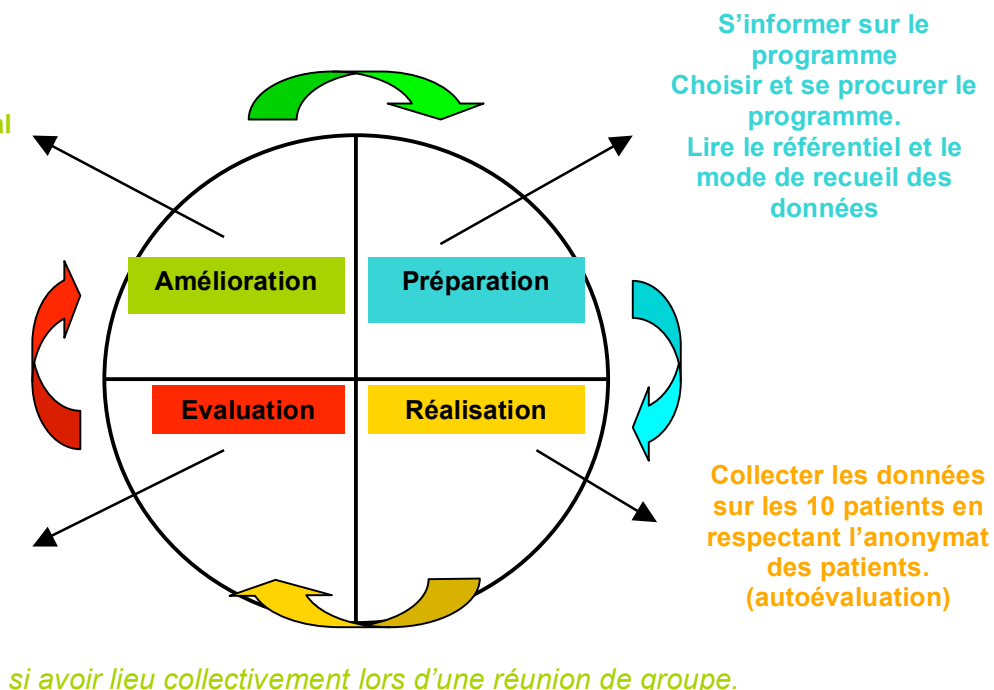 S’informer sur le
programme
Choisir et se procurer le
programme.
Lire le référentiel et le
mode de recueil des
données
al
Amélioration
Préparation
Evaluation
Réalisation
Collecter les données
sur les 10 patients en
respectant l’anonymat
des patients.
(autoévaluation)
si avoir lieu collectivement lors d’une réunion de groupe.